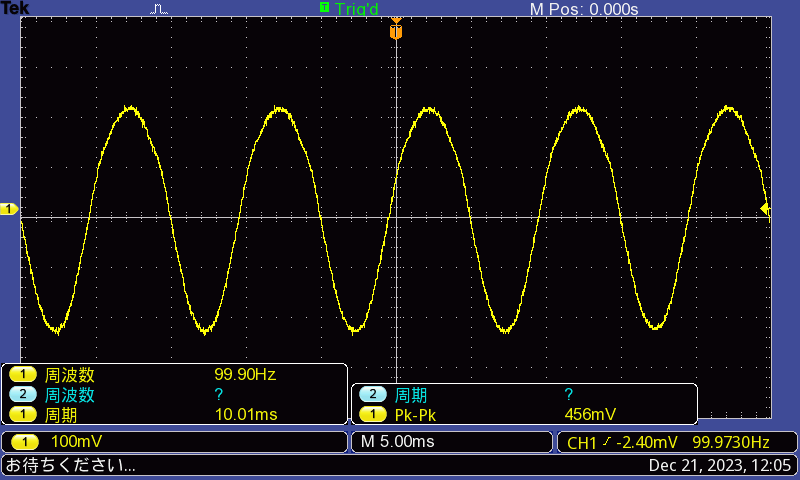 Tek Trig'd M Pos: 0.000s
T
1
1 周波数 99.90Hz
2 周波数 ?
1 周期 10.01ms
2 周期 ?
1 Pk-Pk 456mV
1 100mV M 5.00ms CH1 -2.40mV 99.9730Hz
お待ちください... Dec 21, 2023, 12:05